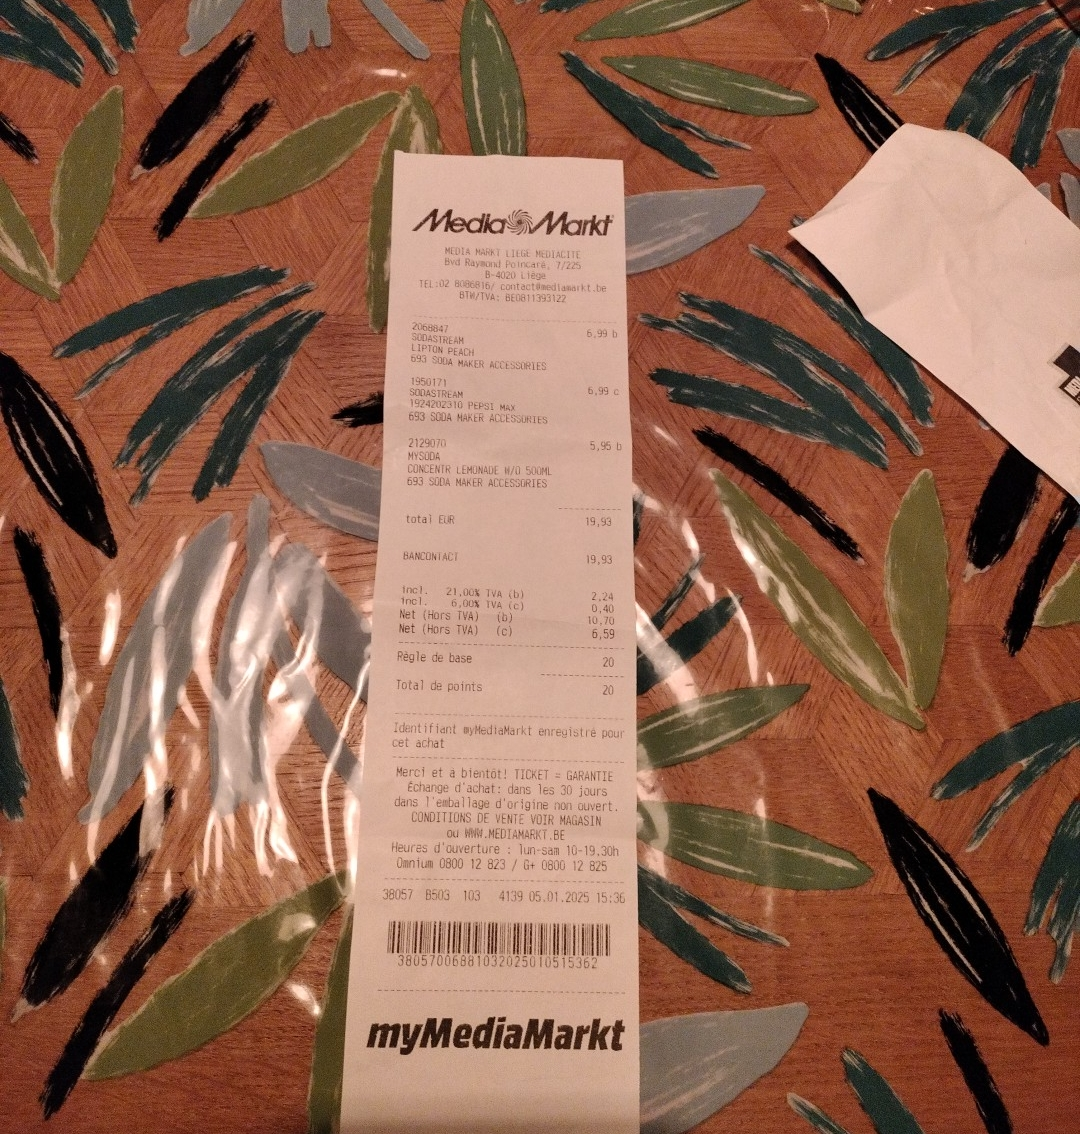 Media Markt
MEDIA MARKT LIEGE MEDIACITE
Bvd Raymond Poincaré, 7/225
B-4020 Liège
TEL:02 8086816/ contact@mediamarkt.be
BTW/TVA: BE0811393122
2068847 6,99 b
SODASTREAM
LIPTON PEACH
693 SODA MAKER ACCESSORIES
1950171 6,99 c
SODASTREAM
1924202310 PEPSI MAX
693 SODA MAKER ACCESSORIES
2129070 5,95 b
MYSODA
CONCENTR LEMONADE W/O 500ML
693 SODA MAKER ACCESSORIES
total EUR 19,93
BANCONTACT 19,93
incl. 21,00% TVA (b) 2,24
incl. 6,00% TVA (c) 0,40
Net (Hors TVA) (b) 10,70
Net (Hors TVA) (c) 6,59
Règle de base 20
Total de points 20
Identifiant myMediaMarkt enregistré pour
cet achat
Merci et à bientôt! TICKET = GARANTIE
Échange d'achat: dans les 30 jours
dans l'emballage d'origine non ouvert.
CONDITIONS DE VENTE VOIR MAGASIN
ou WWW.MEDIAMARKT.BE
Heures d'ouverture : lun-sam 10-19.30h
Omnium 0800 12 823 / G+ 0800 12 825
38057 B503 103 4139 05.01.2025 15:36
38057006881032025010515362
myMediaMarkt